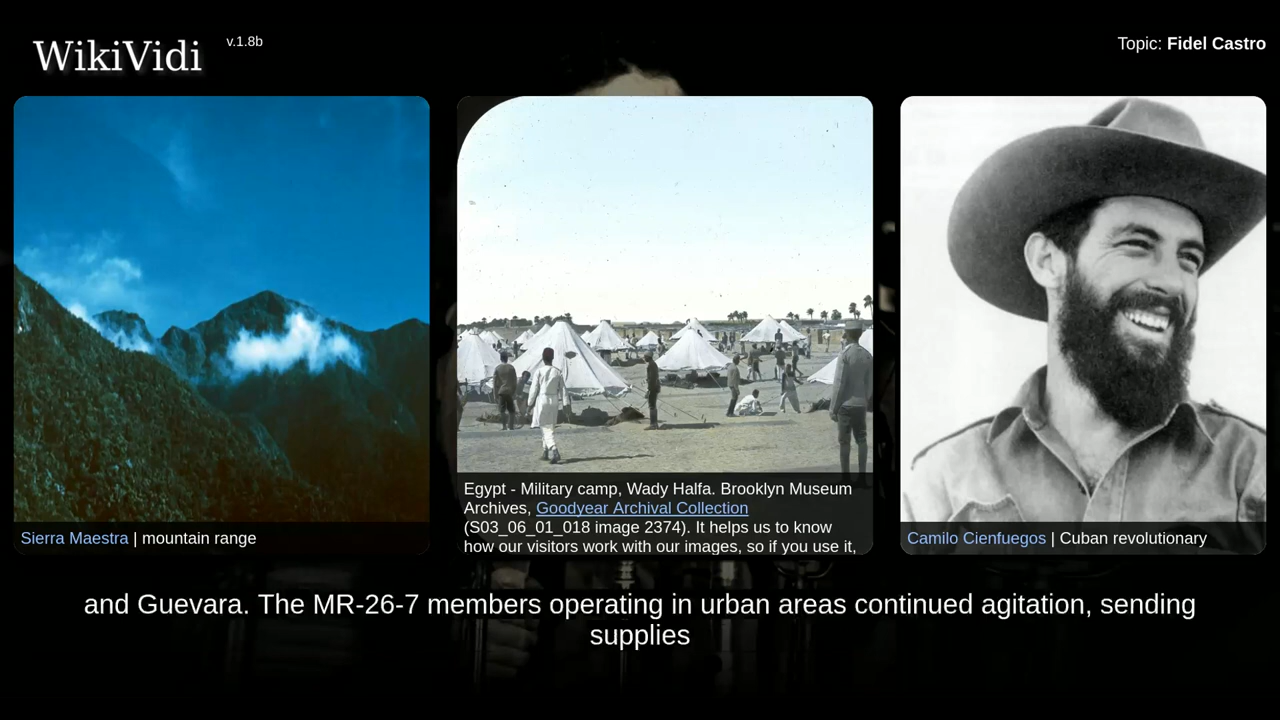 WikiVidi
v.1.8b
Topic: Fidel Castro
Sierra Maestra | mountain range
Egypt - Military camp, Wady Halfa. Brooklyn Museum
Archives, Goodyear Archival Collection
(S03_06_01_018 image 2374). It helps us to know
how our visitors work with our images, so if you use it,
Camilo Cienfuegos | Cuban revolutionary
and Guevara. The MR-26-7 members operating in urban areas continued agitation, sending
supplies